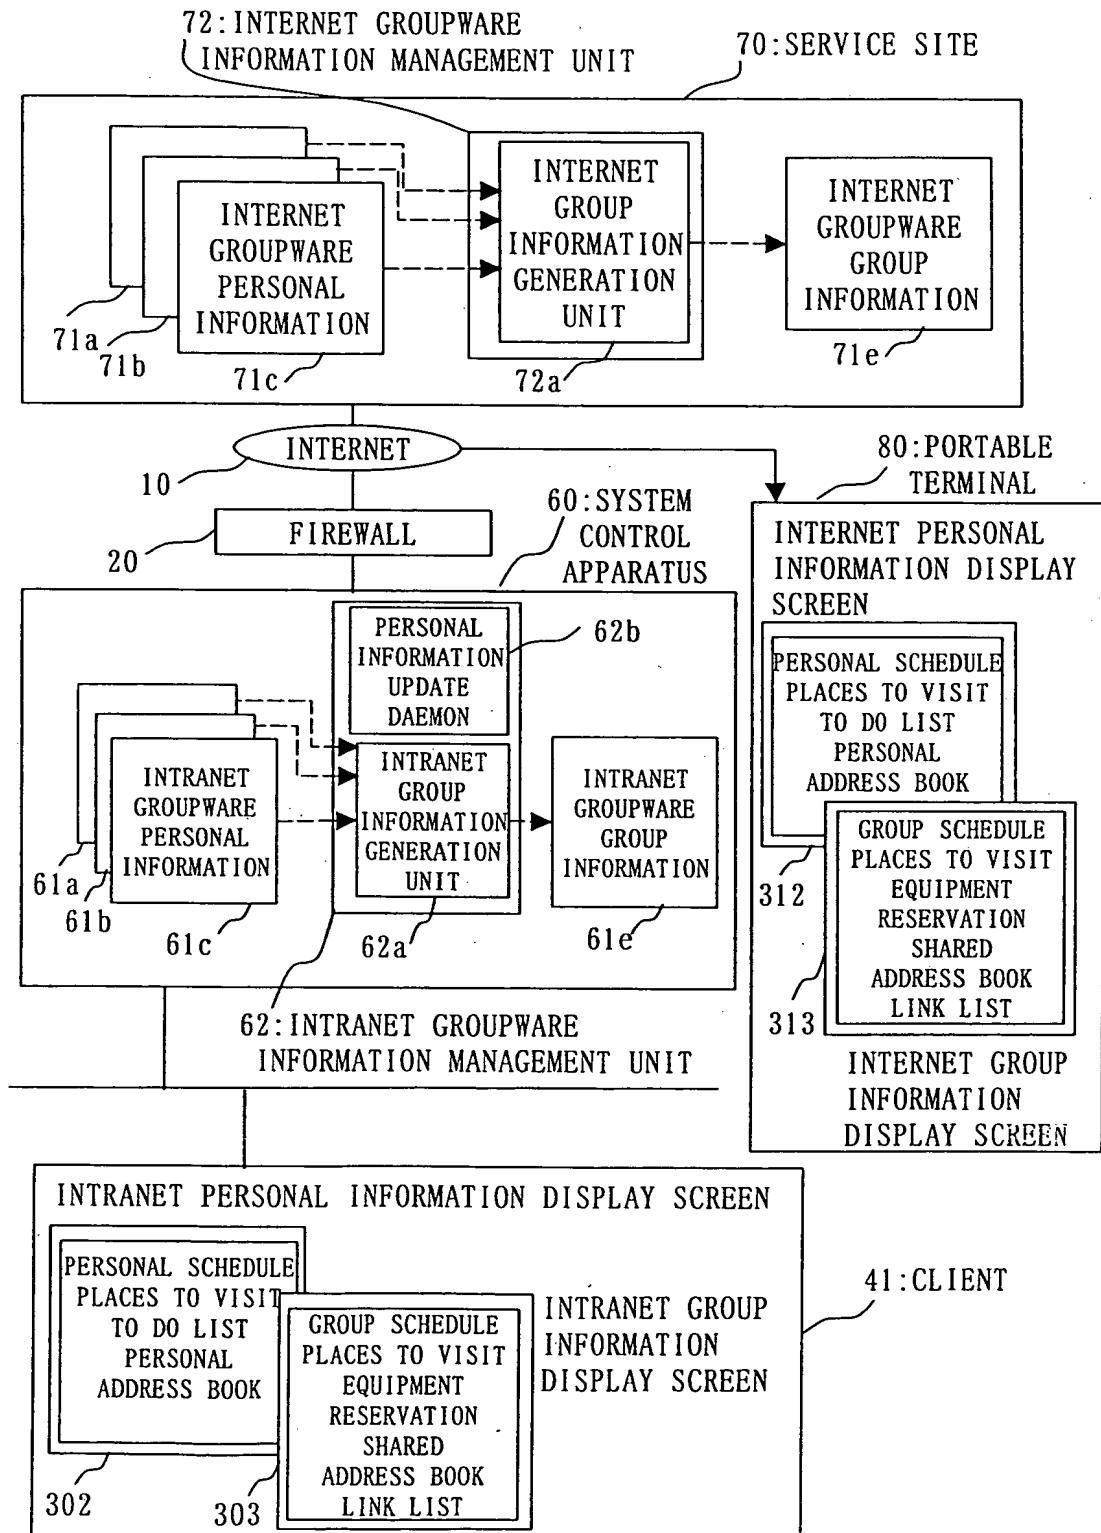 72:INTERNET GROUPWARE
INFORMATION MANAGEMENT UNIT
70:SERVICE SITE
INTERNET
GROUPWARE
PERSONAL
INFORMATION
71a
71b
71c
INTERNET
GROUP
INFORMATION
GENERATION
UNIT
72a
INTERNET
GROUPWARE
GROUP
INFORMATION
71e
INTERNET
10
FIREWALL
20
60:SYSTEM
CONTROL
APPARATUS
80:PORTABLE
TERMINAL
INTERNET PERSONAL
INFORMATION DISPLAY
SCREEN
PERSONAL SCHEDULE
PLACES TO VISIT
TO DO LIST
PERSONAL
ADDRESS BOOK
312
GROUP SCHEDULE
PLACES TO VISIT
EQUIPMENT
RESERVATION
SHARED
ADDRESS BOOK
LINK LIST
313
INTERNET GROUP
INFORMATION
DISPLAY SCREEN
PERSONAL
INFORMATION
UPDATE
DAEMON
62b
INTRANET
GROUPWARE
PERSONAL
INFORMATION
61a
61b
61c
INTRANET
GROUP
INFORMATION
GENERATION
UNIT
62a
INTRANET
GROUPWARE
GROUP
INFORMATION
61e
62:INTRANET GROUPWARE
INFORMATION MANAGEMENT UNIT
INTRANET PERSONAL INFORMATION DISPLAY SCREEN
PERSONAL SCHEDULE
PLACES TO VISIT
TO DO LIST
PERSONAL
ADDRESS BOOK
302
GROUP SCHEDULE
PLACES TO VISIT
EQUIPMENT
RESERVATION
SHARED
ADDRESS BOOK
LINK LIST
303
INTRANET GROUP
INFORMATION
DISPLAY SCREEN
41:CLIENT